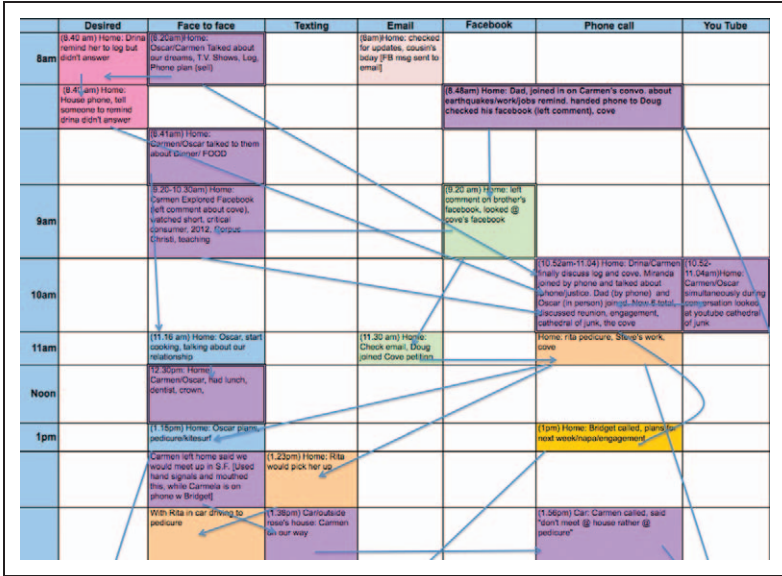 Desired Face to face Texting Email Facebook Phone call You Tube
8am
(8.40 am) Home: Drina
remind her to log but
didn't answer
(8.20am)Home:
Oscar/Carmen Talked about
our dreams, T.V. Shows, Log,
Phone plan (sell)
(8am) Home: checked
for updates, cousin's
bday [FB msg sent to
email]
Home:
House phone, tell
someone to remind
drina didn't answer
(8.48am) Home: Dad, joined in on Carmen's convo. about
earthquakes/work/jobs remind. handed phone to Doug
checked his facebook (left comment), cove
(8.41am) Home:
Carmen/Oscar talked to them
about Dinner/ FOOD
9am
(9.20-10.30am) Home:
Carmen Explored Facebook
(left comment about cove),
watched short, critical
consumer, 2012, Corpus
Christi, teaching
(9.20 am) Home: left
comment on brother's
facebook, looked @
cove's facebook
10am
(10.52am-11.04) Home: Drina/Carmen
finally discuss log and cove. Miranda
joined by phone and talked about
phone/justice. Dad (by phone) and
Oscar (in person) joined. Now 6 total,
discussed reunion, engagement,
cathedral of junk, the cove
(10.52-
11.04am)Home:
Carmen/Oscar
simultaneously during
conversation looked
at youtube cathedral
of junk
11am
(11.16 am) Home: Oscar, start
cooking, talking about our
relationship
(11.30 am) Home:
Check email, Doug
joined Cove petition
Home: rita pedicure, Steve's work,
cove
Noon
12.30pm: Home:
Carmen/Oscar, had lunch,
dentist, crown,
1pm
(1.16pm) Home: Oscar plans,
pedicure/kitesurf
(1pm) Home: Bridget called, plans for
next week/napa/engagement
Carmen left home said we
would meet up in S.F. [Used
hand signals and mouthed
this, while Carmela is on
phone w Bridget]
(1.23pm) Home: Rita
would pick her up
With Rita in car driving to
pedicure
(1.38pm) Car/outside
rose's house: Carmen
on our way
(1.56pm) Car: Carmen called, said
"don't meet @ house rather @
pedicure"